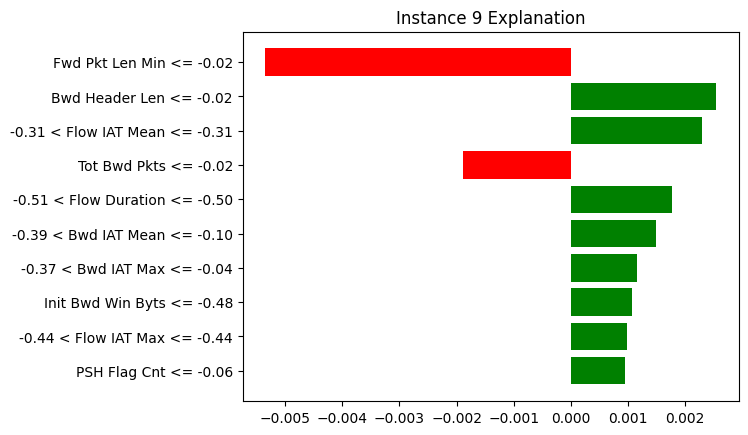 Instance 9 Explanation
Fwd Pkt Len Min <= -0.02
Bwd Header Len <= -0.02
-0.31 < Flow IAT Mean <= -0.31
Tot Bwd Pkts <= -0.02
-0.51 < Flow Duration <= -0.50
-0.39 < Bwd IAT Mean <= -0.10
-0.37 < Bwd IAT Max <= -0.04
Init Bwd Win Byts <= -0.48
-0.44 < Flow IAT Max <= -0.44
PSH Flag Cnt <= -0.06
−0.005 −0.004 −0.003 −0.002 −0.001 0.000 0.001 0.002